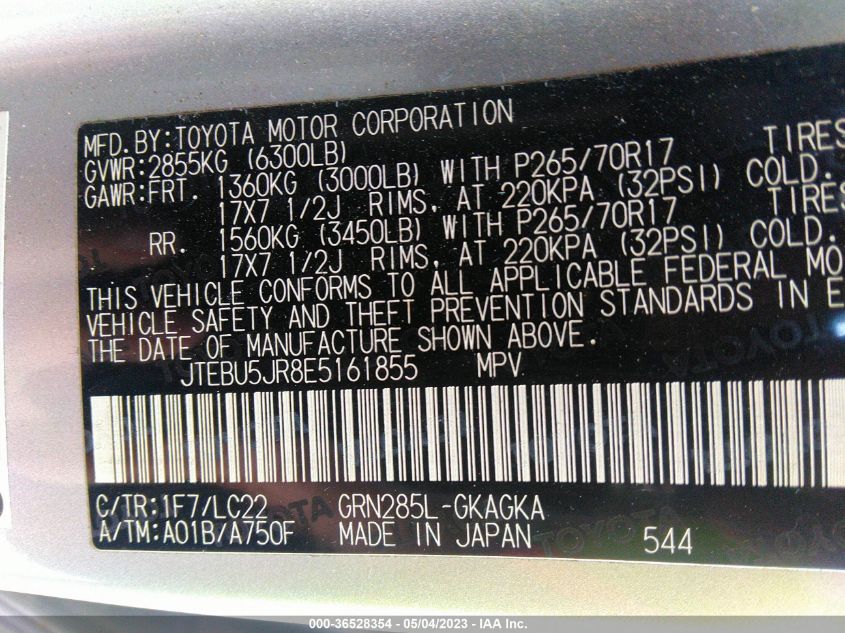 MFD. BY: TOYOTA MOTOR CORPORATION
GVWR: 2855KG (6300LB)
GAWR: FRT. 1360KG (3000LB) WITH P265/70R17 TIRES
17X7 1/2J RIMS, AT 220KPA (32PSI) COLD.
RR. 1560KG (3450LB) WITH P265/70R17 TIRES
17X7 1/2J RIMS, AT 220KPA (32PSI) COLD.
THIS VEHICLE CONFORMS TO ALL APPLICABLE FEDERAL MO
VEHICLE SAFETY AND THEFT PREVENTION STANDARDS IN E
THE DATE OF MANUFACTURE SHOWN ABOVE.
JTEBU5JR8E5161855 MPV
C/TR: 1F7/LC22 GRN285L-GKAGKA
A/TM: A01B/A750F MADE IN JAPAN 544
000-36528354 - 05/04/2023 - IAA Inc.